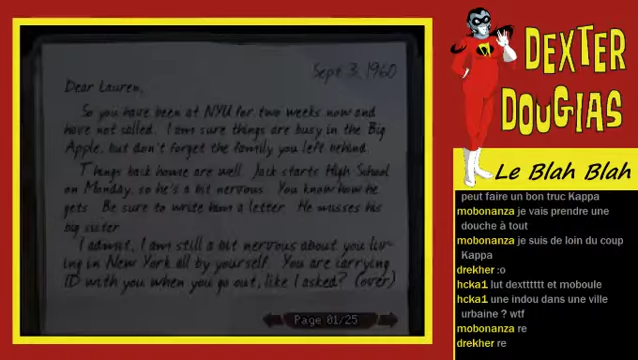 Sept 3, 1960
Dear Lauren,
So you have been at NYU for two weeks now and
have not called. I am sure things are busy in the Big
Apple, but don't forget the family you left behind.
Things back home are well. Jack starts High School
on Monday, so he's a bit nervous. You know how he
gets. Be sure to write him a letter. He misses his
big sister.
I admit, I am still a bit nervous about you liv-
ing in New York all by yourself. You are carrying
ID with you when you go out, like I asked? (over)
Page 01/25
DEXTER
DOUGLAS
Le Blah Blah
peut faire un bon truc Kappa
mobonanza je vais prendre une
douche à tout
mobonanza je suis de loin du coup
Kappa
drekher :o
hcka1 lut dexttttt et moboule
hcka1 une indou dans une ville
urbaine ? wtf
mobonanza re
drekher re